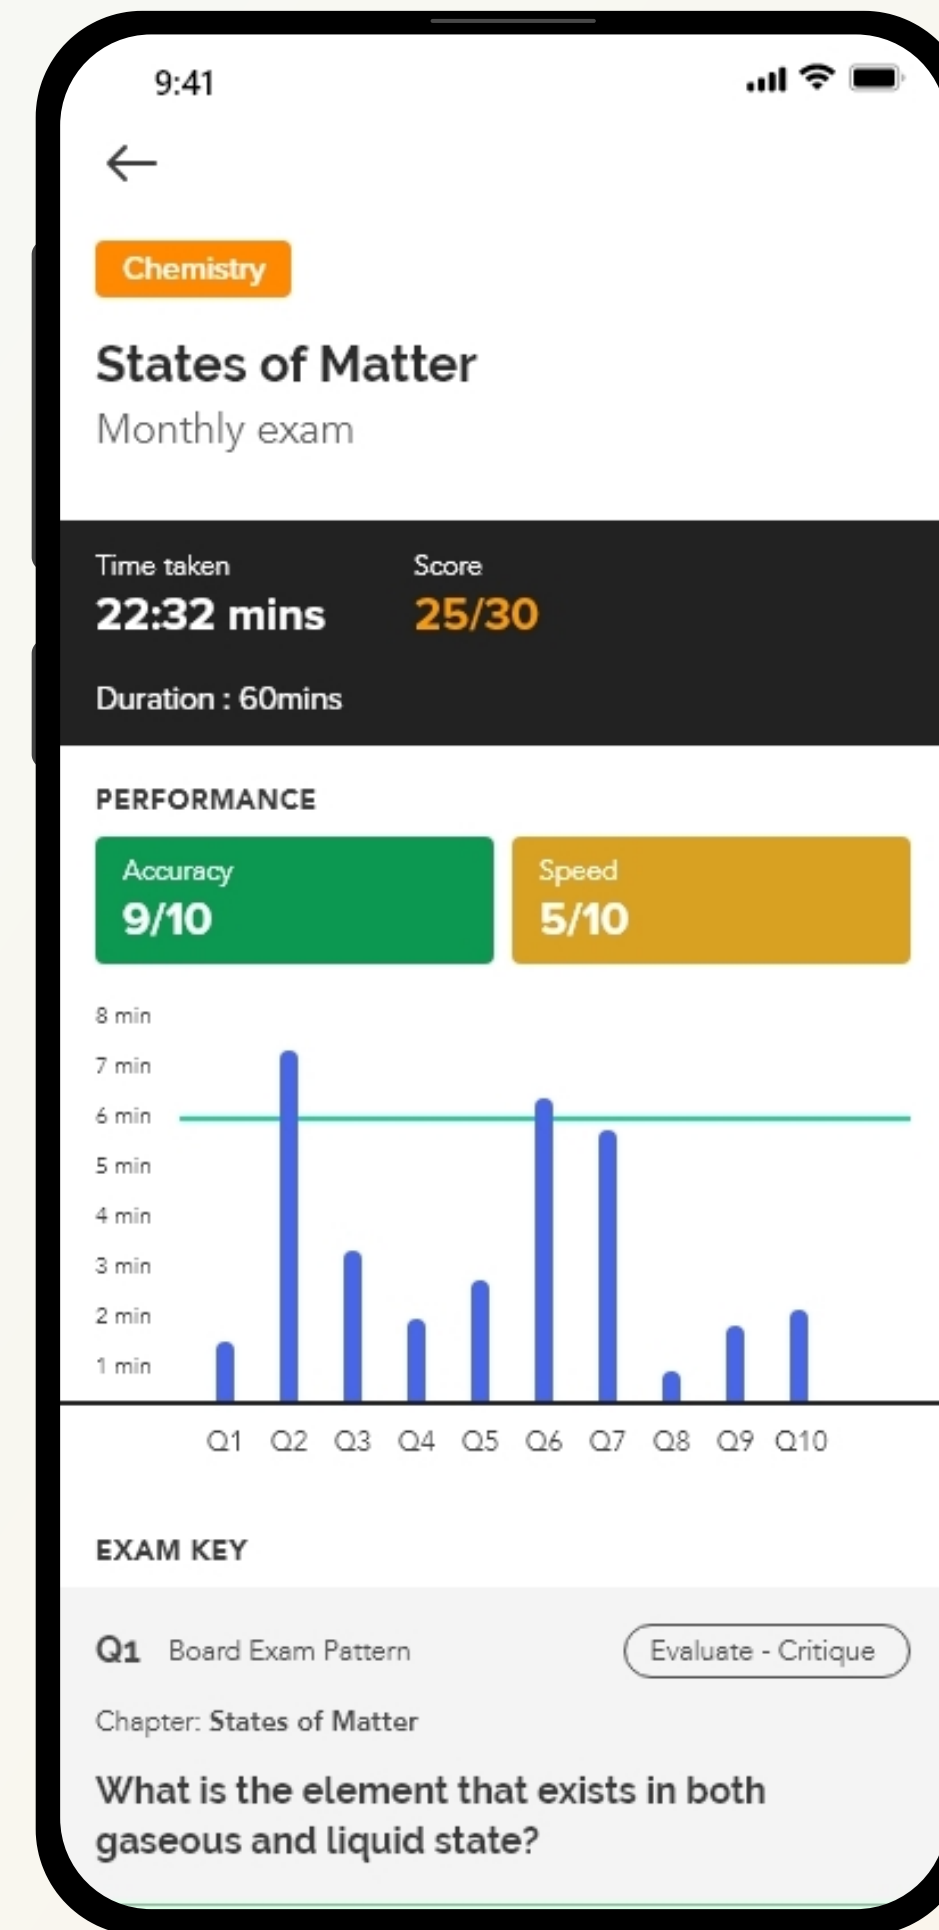 9:41
Chemistry
States of Matter
Monthly exam
Time taken
Score
22:32 mins
25/30
Duration : 60mins
PERFORMANCE
Accuracy
9/10
Speed
5/10
8 min
7 min
6 min
5 min
4 min
3 min
2 min
1 min
Q1 Q2 Q3 Q4 Q5 Q6 Q7 Q8 Q9 Q10
EXAM KEY
Q1 Board Exam Pattern
Evaluate - Critique
Chapter: States of Matter
What is the element that exists in both
gaseous and liquid state?